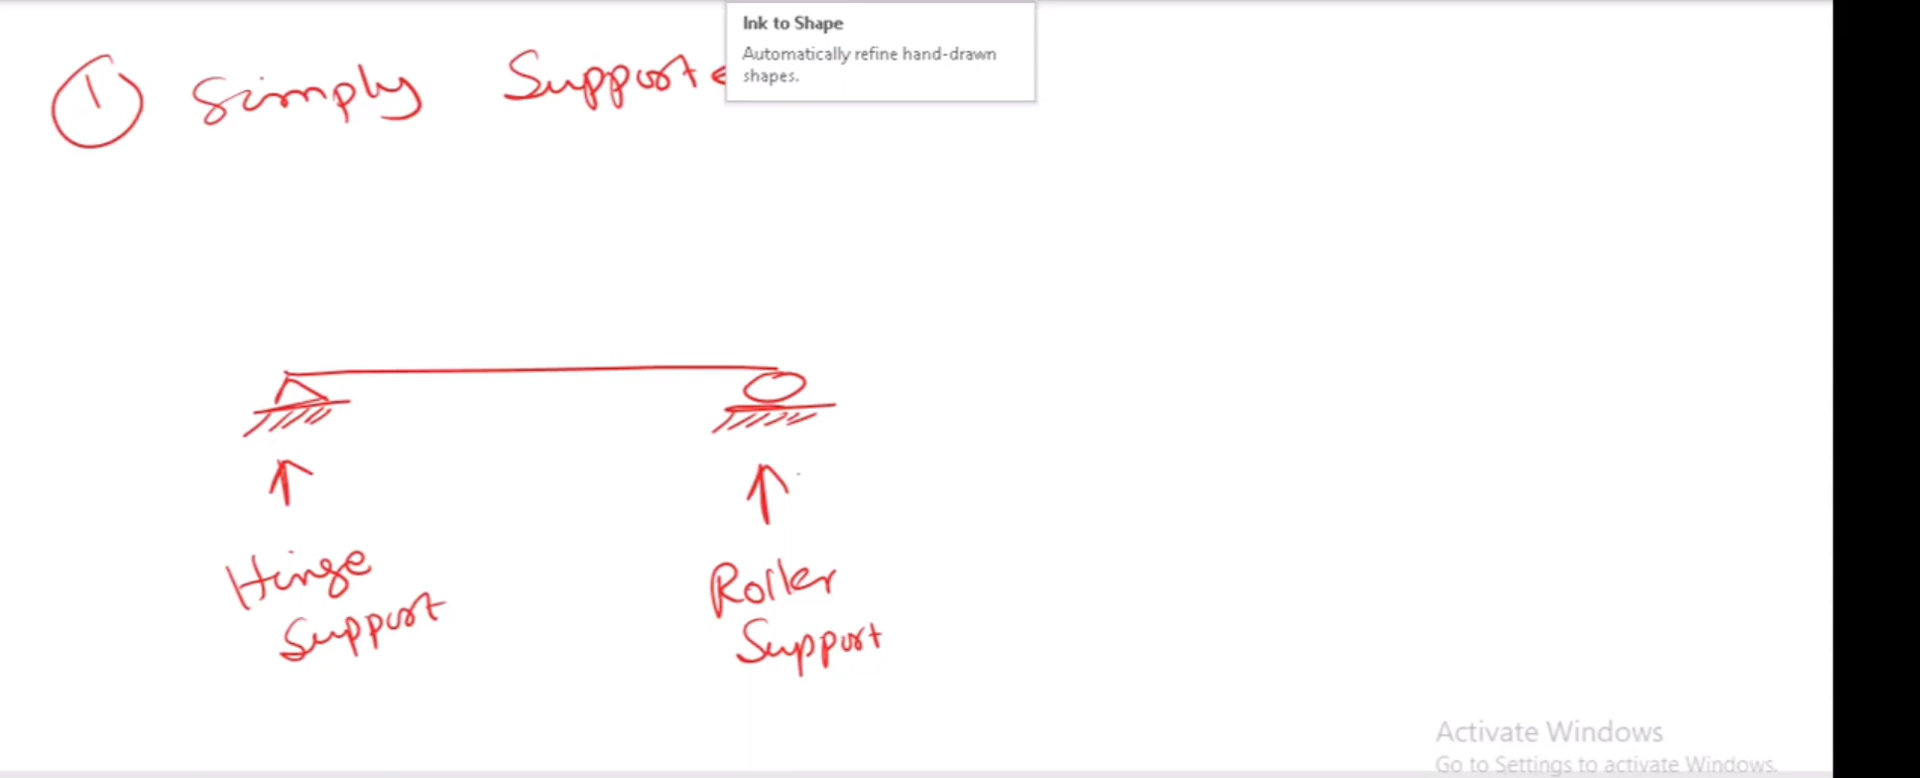 ① Simply Supporte
Ink to Shape
Automatically refine hand-drawn
shapes.
Hinge
Support
Roller
Support
Activate Windows
Go to Settings to activate Windows.